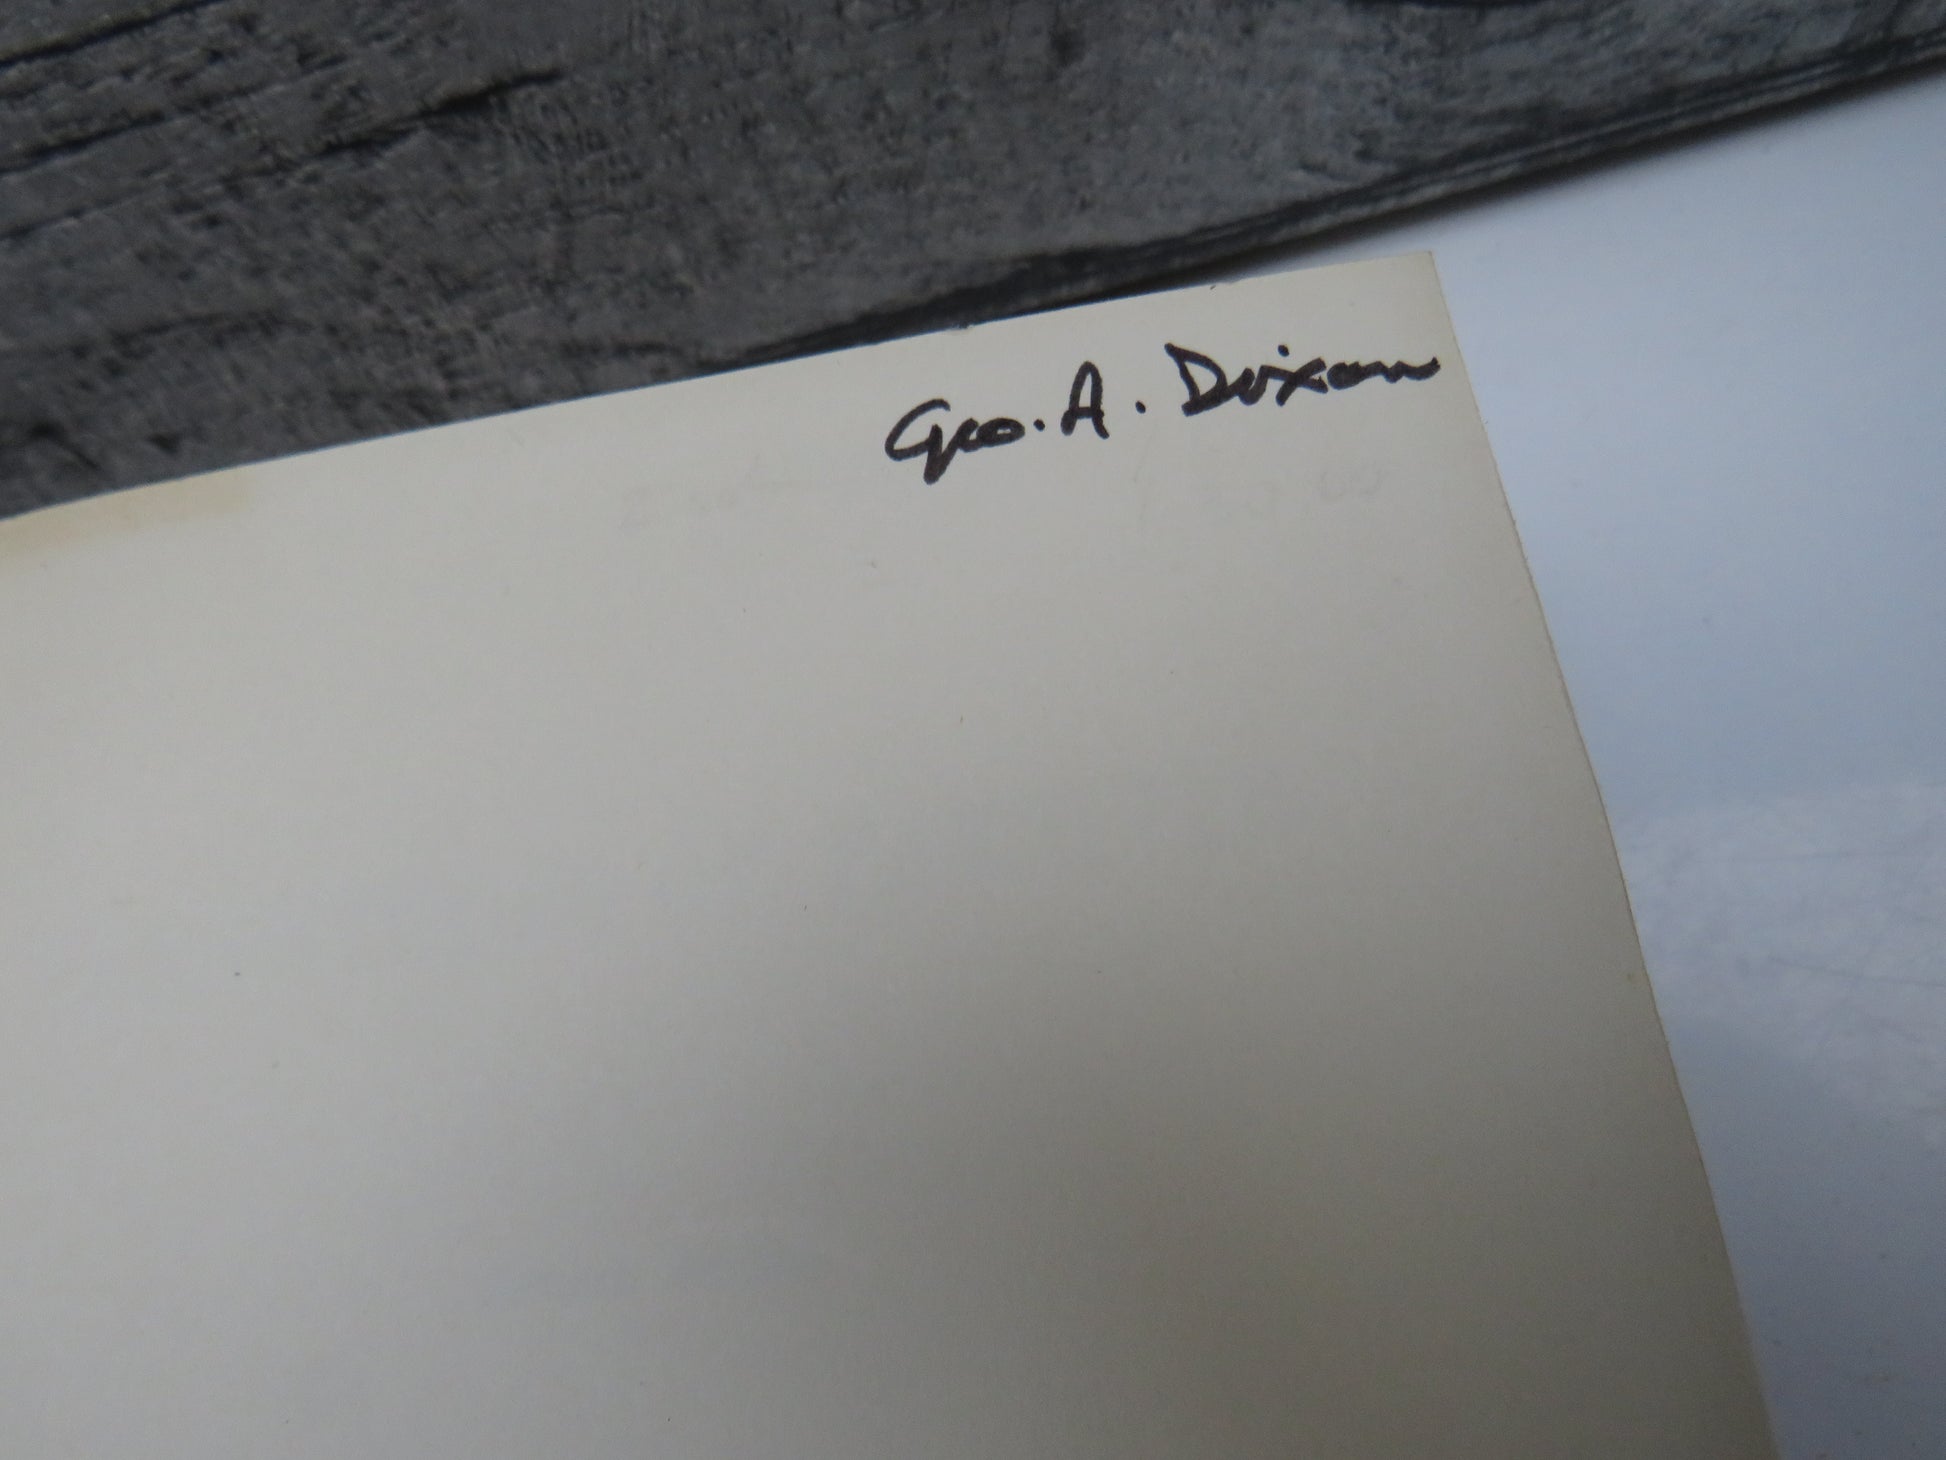 Geo. A. Dixon